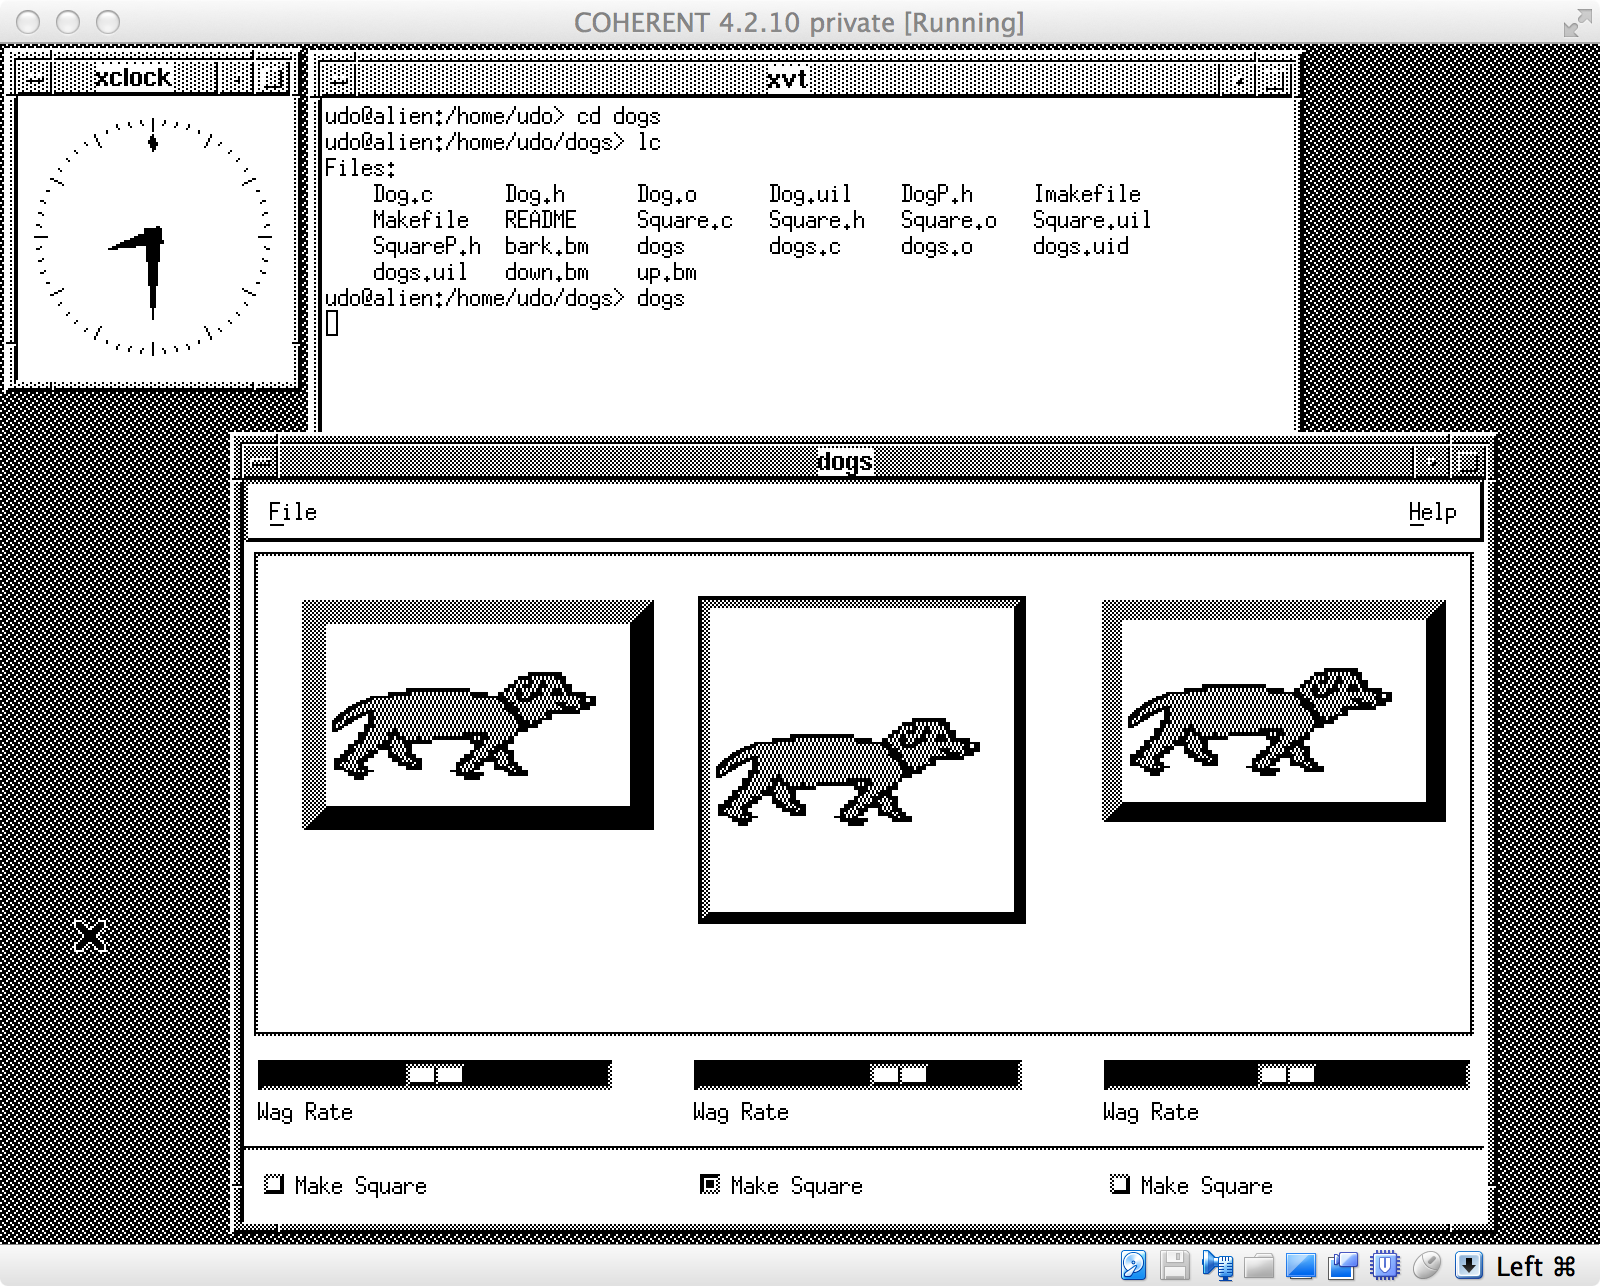 COHERENT 4.2.10 private [Running]
xclock
xvt
udo@alien:/home/udo> cd dogs
udo@alien:/home/udo/dogs> lc
Files:
Dog.c Dog.h Dog.o Dog.uil DogP.h Imakefile
Makefile README Square.c Square.h Square.o Square.uil
SquareP.h bark.bm dogs dogs.c dogs.o dogs.uid
dogs.uil down.bm up.bm
udo@alien:/home/udo/dogs> dogs
dogs
File Help
Wag Rate Wag Rate Wag Rate
Make Square Make Square Make Square
Left ⌘